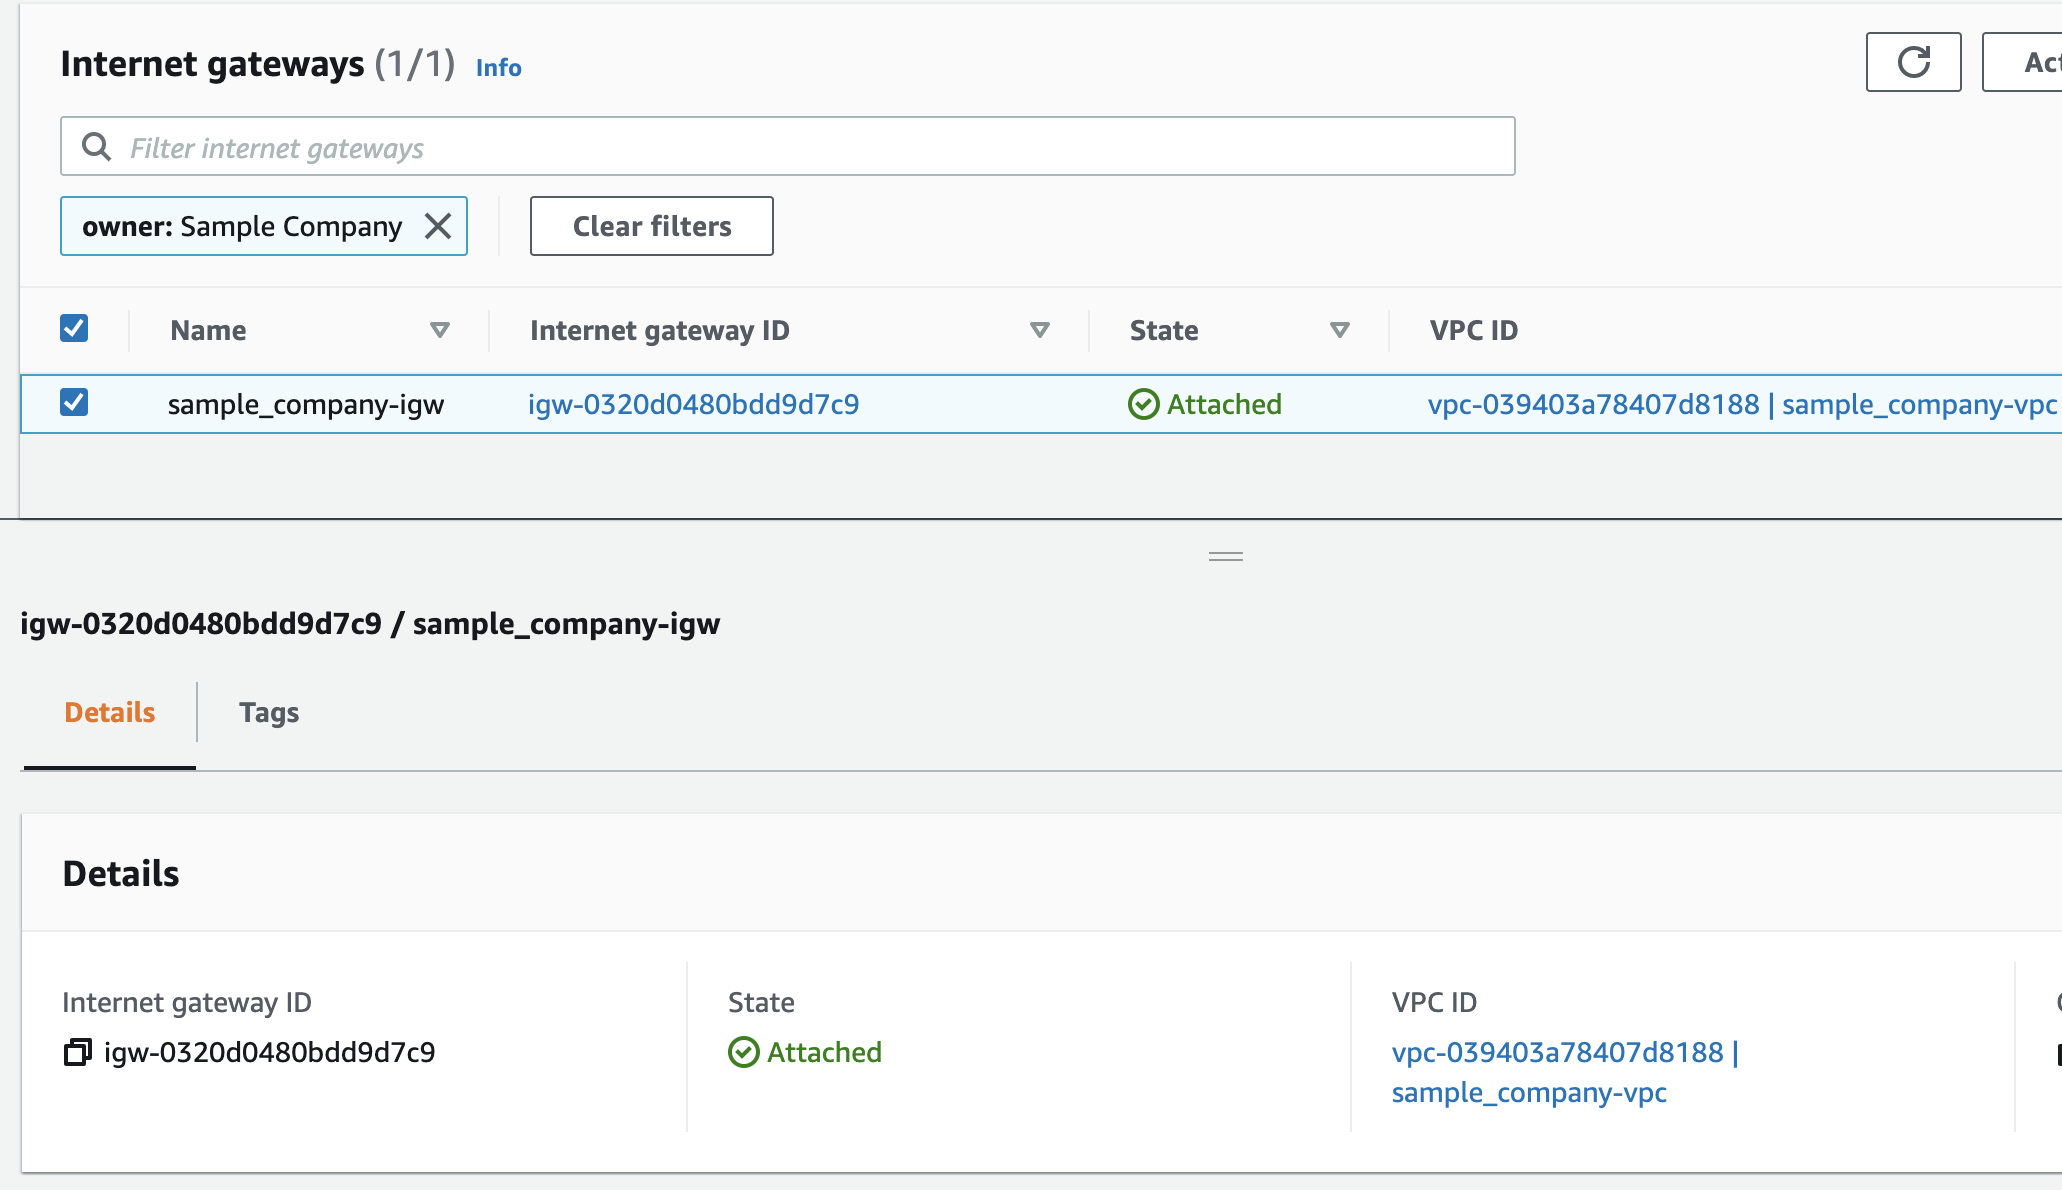 Internet gateways (1/1) Info
Filter internet gateways
owner: Sample Company
Clear filters
Name Internet gateway ID State VPC ID
sample_company-igw igw-0320d0480bdd9d7c9 Attached vpc-039403a78407d8188 | sample_company-vpc
igw-0320d0480bdd9d7c9 / sample_company-igw
Details Tags
Details
Internet gateway ID State VPC ID
igw-0320d0480bdd9d7c9 Attached vpc-039403a78407d8188 |
sample_company-vpc